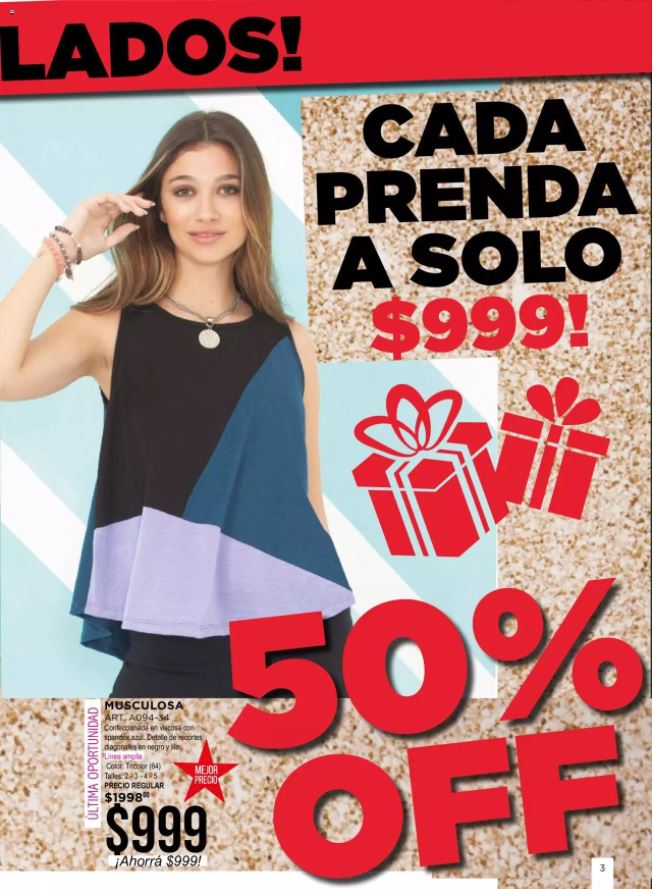 LADOS!
CADA
PRENDA
A SOLO
$999!
50%
OFF
ÚLTIMA OPORTUNIDAD
MUSCULOSA
ART. A094-34
Confeccionada en viscosa con
spandex azul. Detalle de recortes
diagonales en negro y lila.
Línea amplia
Color: Tricolor (64)
Talles: 2 - 3 - 4 - 5
PRECIO REGULAR
$1998.00
$999
¡Ahorrá $999!
MEJOR
PRECIO
3